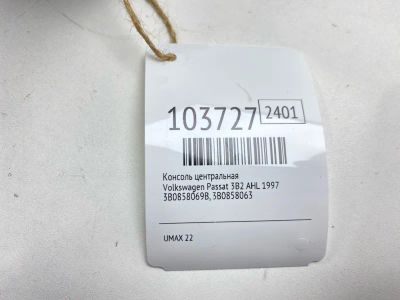 103727 2401
Консоль центральная
Volkswagen Passat 3B2 AHL 1997
3B0858069B, 3B0858063
UMAX 22